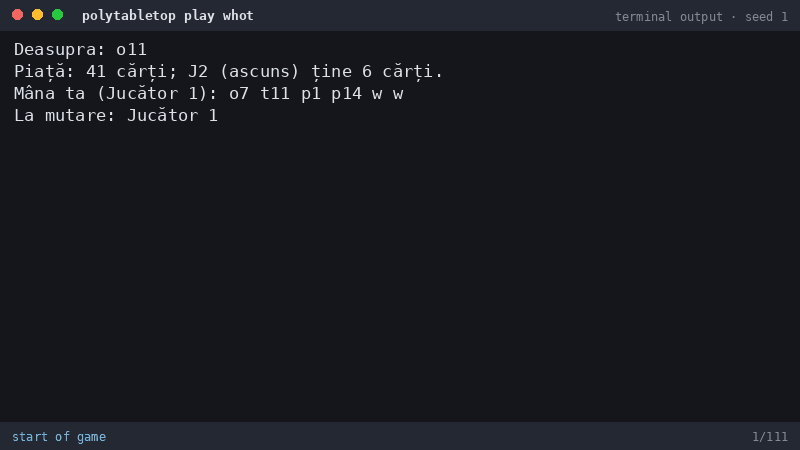 polytabletop play whot
terminal output · seed 1
Deasupra: o11
Piață: 41 cărți; J2 (ascuns) ține 6 cărți.
Mâna ta (Jucător 1): o7 t11 p1 p14 w w
La mutare: Jucător 1
start of game
1/111